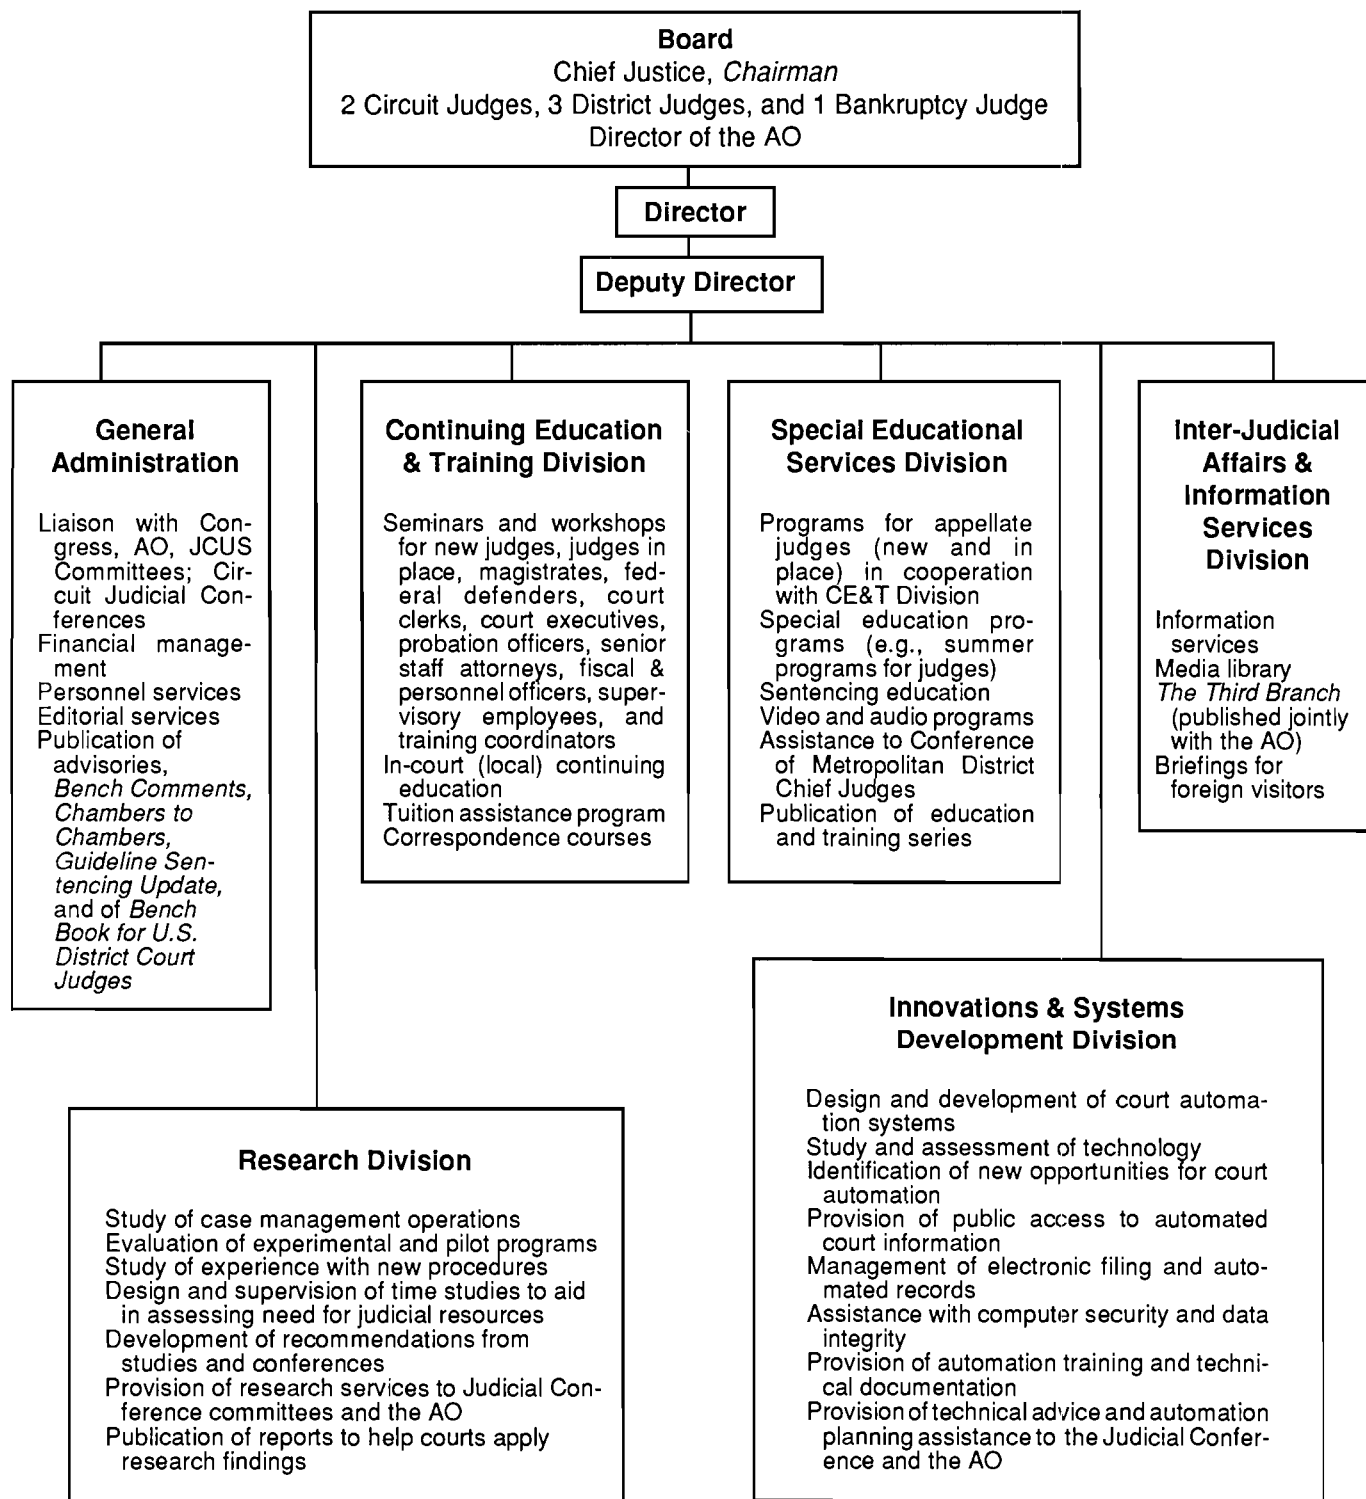 Board
Chief Justice, Chairman
2 Circuit Judges, 3 District Judges, and 1 Bankruptcy Judge
Director of the AO
Director
Deputy Director
General
Administration
Liaison with Con-
gress, AO, JCUS
Committees; Cir-
cuit Judicial Con-
ferences
Financial manage-
ment
Personnel services
Editorial services
Publication of
advisories,
Bench Comments,
Chambers to
Chambers,
Guideline Sen-
tencing Update,
and of Bench
Book for U.S.
District Court
Judges
Continuing Education
& Training Division
Seminars and workshops
for new judges, judges in
place, magistrates, fed-
eral defenders, court
clerks, court executives,
probation officers, senior
staff attorneys, fiscal &
personnel officers, super-
visory employees, and
training coordinators
In-court (local) continuing
education
Tuition assistance program
Correspondence courses
Special Educational
Services Division
Programs for appellate
judges (new and in
place) in cooperation
with CE&T Division
Special education pro-
grams (e.g., summer
programs for judges)
Sentencing education
Video and audio programs
Assistance to Conference
of Metropolitan District
Chief Judges
Publication of education
and training series
Inter-Judicial
Affairs &
Information
Services
Division
Information
services
Media library
The Third Branch
(published jointly
with the AO)
Briefings for
foreign visitors
Research Division
Study of case management operations
Evaluation of experimental and pilot programs
Study of experience with new procedures
Design and supervision of time studies to aid
in assessing need for judicial resources
Development of recommendations from
studies and conferences
Provision of research services to Judicial Con-
ference committees and the AO
Publication of reports to help courts apply
research findings
Innovations & Systems
Development Division
Design and development of court automa-
tion systems
Study and assessment of technology
Identification of new opportunities for court
automation
Provision of public access to automated
court information
Management of electronic filing and auto-
mated records
Assistance with computer security and data
integrity
Provision of automation training and techni-
cal documentation
Provision of technical advice and automation
planning assistance to the Judicial Confer-
ence and the AO